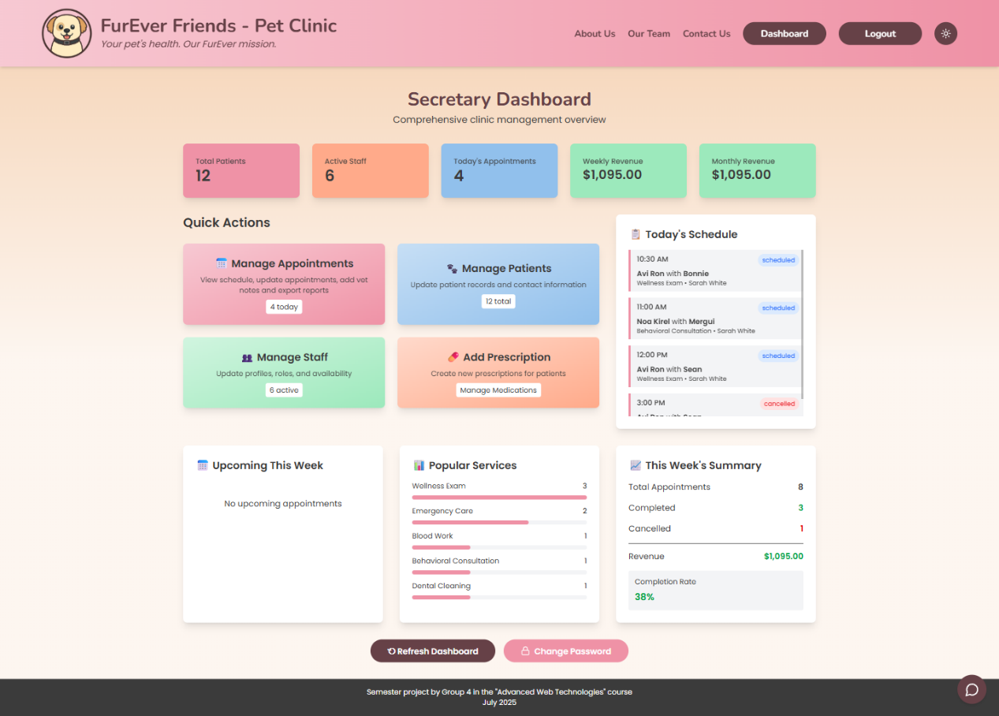 FurEver Friends - Pet Clinic
Your pet's health. Our FurEver mission.
About Us
Our Team
Contact Us
Dashboard
Logout
Secretary Dashboard
Comprehensive clinic management overview
Total Patients
12
Active Staff
6
Today's Appointments
4
Weekly Revenue
$1,095.00
Monthly Revenue
$1,095.00
Quick Actions
Manage Appointments
View schedule, update appointments, add vet
notes and export reports
4 today
Manage Patients
Update patient records and contact information
12 total
Manage Staff
Update profiles, roles, and availability
6 active
Add Prescription
Create new prescriptions for patients
Manage Medications
Today's Schedule
10:30 AM
scheduled
Avi Ron with Bonnie
Wellness Exam • Sarah White
11:00 AM
scheduled
Noa Kirel with Mergui
Behavioral Consultation • Sarah White
12:00 PM
scheduled
Avi Ron with Sean
Wellness Exam • Sarah White
3:00 PM
cancelled
Avi Ron with Sean
Upcoming This Week
No upcoming appointments
Popular Services
Wellness Exam 3
Emergency Care 2
Blood Work 1
Behavioral Consultation 1
Dental Cleaning 1
This Week's Summary
Total Appointments 8
Completed 3
Cancelled 1
Revenue $1,095.00
Completion Rate
38%
Refresh Dashboard
Change Password
Semester project by Group 4 in the "Advanced Web Technologies" course
July 2025